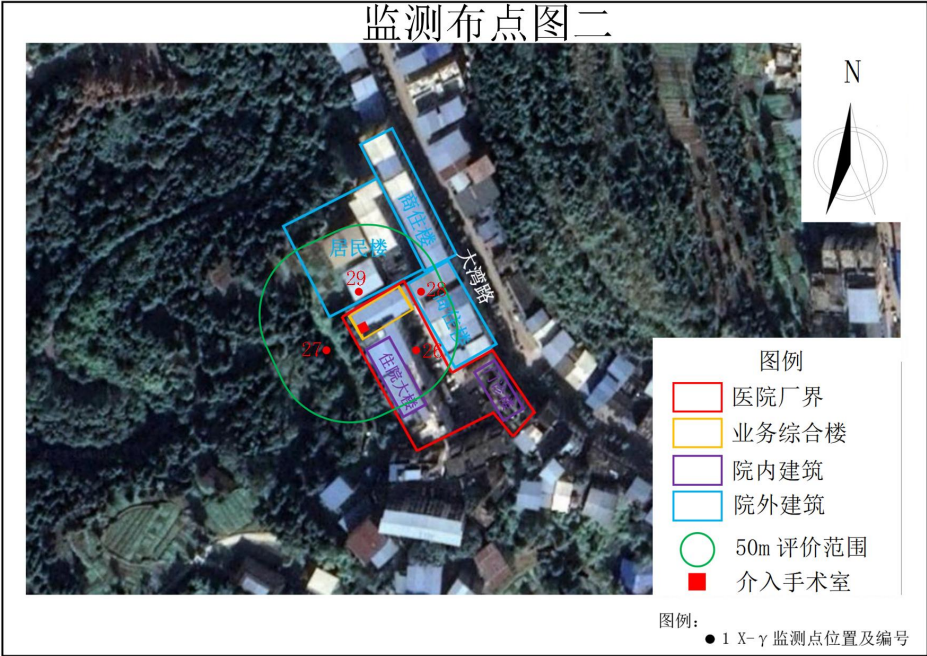 监测布点图二
N
商住楼
居民楼
大湾路
29
28
27
26
住院大楼
图例
医院厂界
业务综合楼
院内建筑
院外建筑
50m 评价范围
介入手术室
图例：
1 X-γ 监测点位置及编号